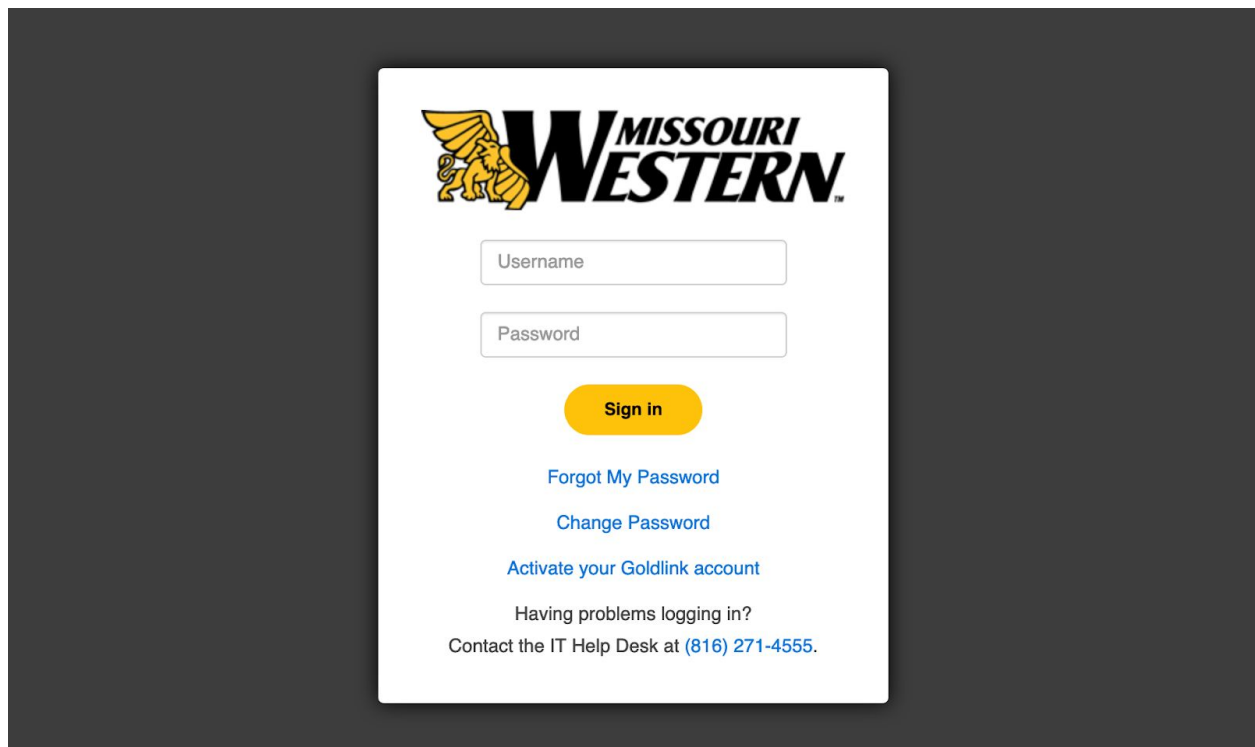 MISSOURI
WESTERN™
Username
Password
Sign in
Forgot My Password
Change Password
Activate your Goldlink account
Having problems logging in?
Contact the IT Help Desk at (816) 271-4555.